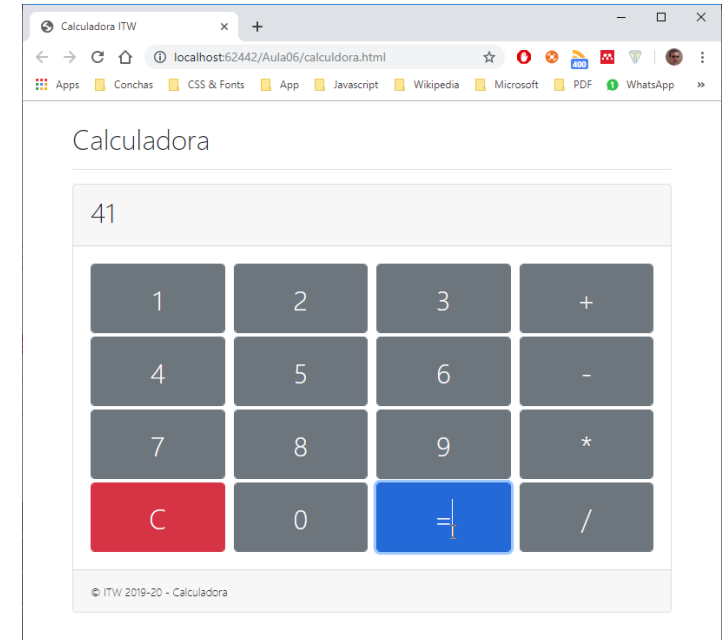 Calculadora ITW
localhost:62442/Aula06/calculdora.html
400
Apps Conchas CSS & Fonts App Javascript Wikipedia Microsoft PDF WhatsApp »
Calculadora
41
1 2 3 +
4 5 6 -
7 8 9 *
C 0 = /
© ITW 2019-20 - Calculadora